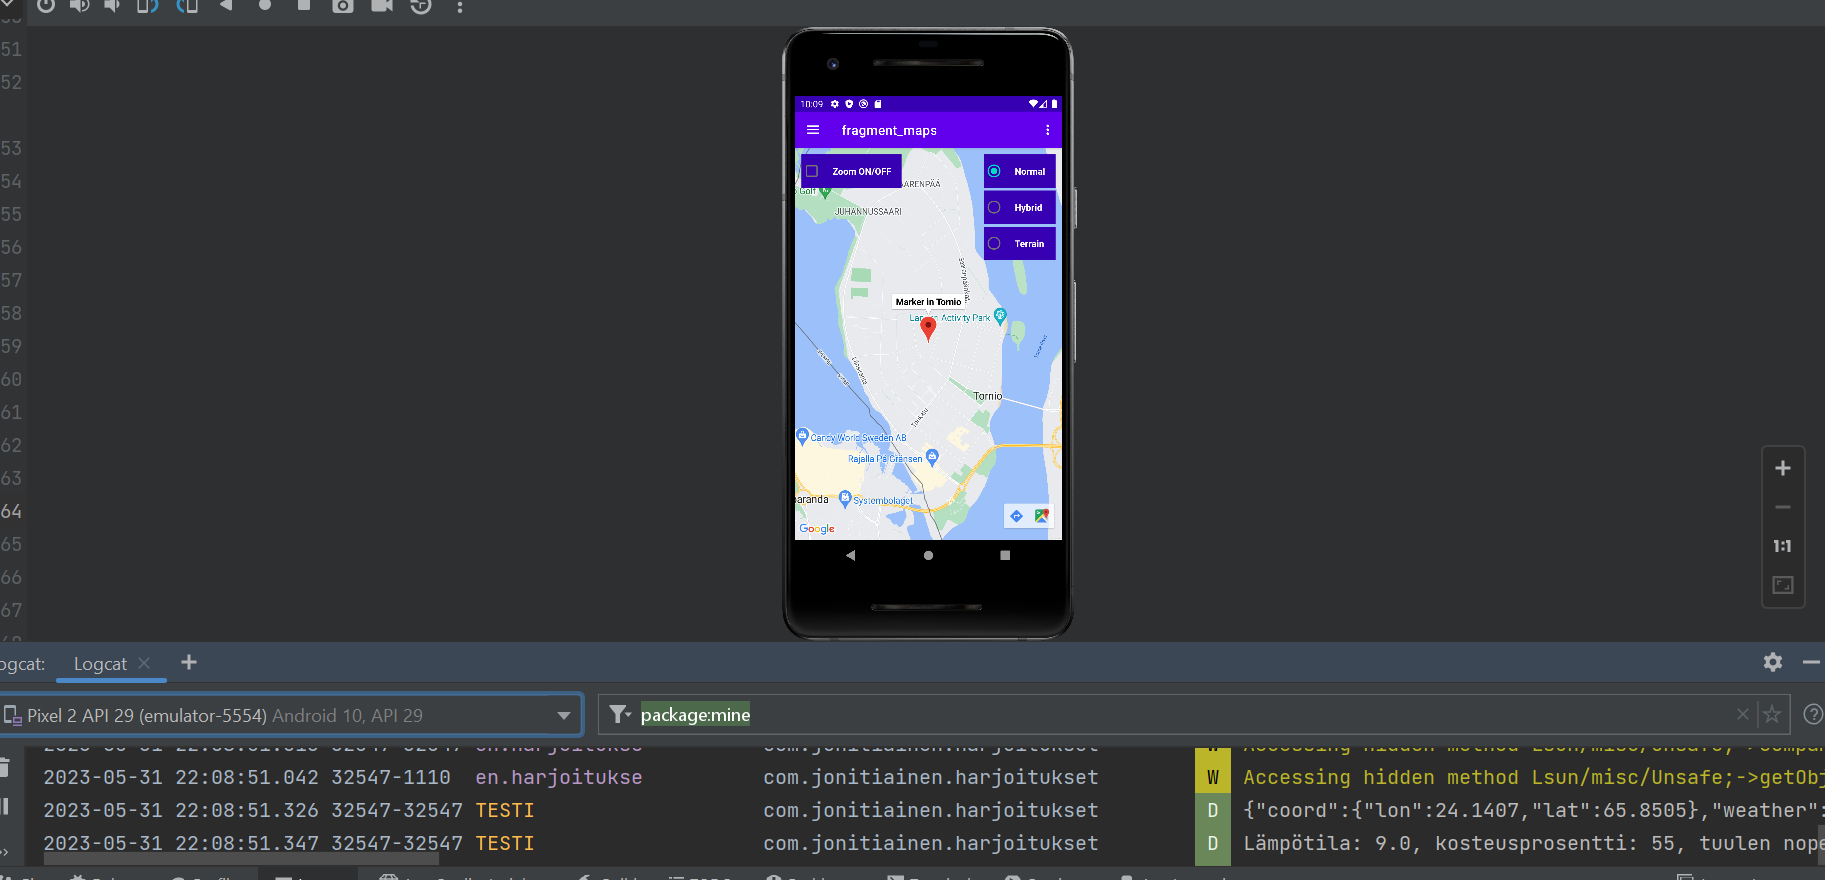 51
52
53
54
55
56
57
58
59
60
61
62
63
64
65
66
67
10:09
fragment_maps
Zoom ON/OFF
Normal
Hybrid
Terrain
ARENPÄÄ
Golf
JUHANNUSSAARI
Marker in Tornio
Activity Park
Tornio
Candy World Sweden AB
Rajalla På Gränsen
aranda
Systembolaget
Google
1:1
ogcat:
Logcat
Pixel 2 API 29 (emulator-5554) Android 10, API 29
package:mine
2023-05-31 22:08:51.042 32547-1110 en.harjoitukse com.jonitiainen.harjoitukset W Accessing hidden method Lsun/misc/Unsafe;->getObj
2023-05-31 22:08:51.326 32547-32547 TESTI com.jonitiainen.harjoitukset D {"coord":{"lon":24.1407,"lat":65.8505},"weather":
2023-05-31 22:08:51.347 32547-32547 TESTI com.jonitiainen.harjoitukset D Lämpötila: 9.0, kosteusprosentti: 55, tuulen nope